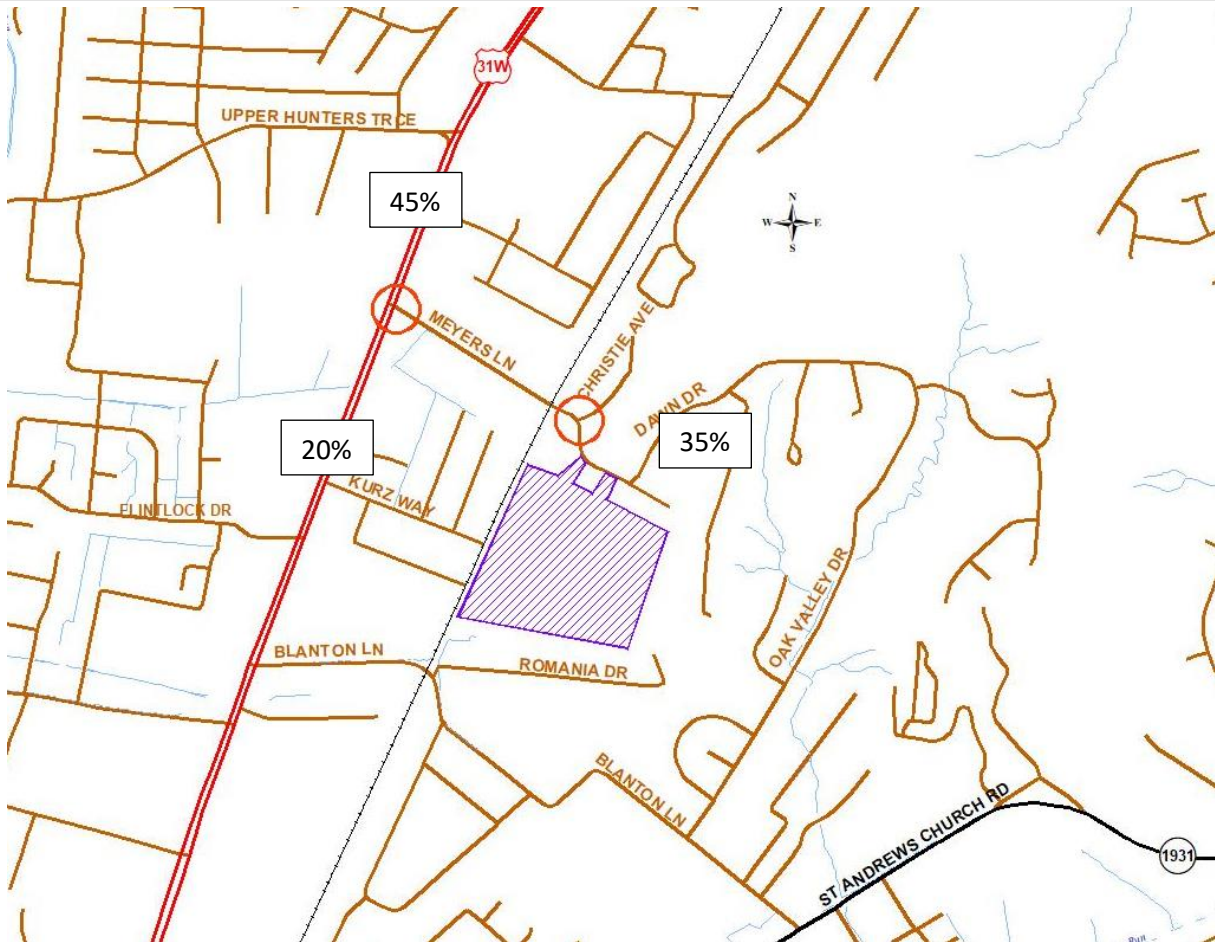 31W
UPPER HUNTERS TRCE
45%
N
W E
S
MEYERS LN
CHRISTIE AVE
DAWN DR
35%
20%
KURZ WAY
FLINTLOCK DR
OAK VALLEY DR
BLANTON LN
ROMANIA DR
BLANTON LN
ST ANDREWS CHURCH RD
1931
Run